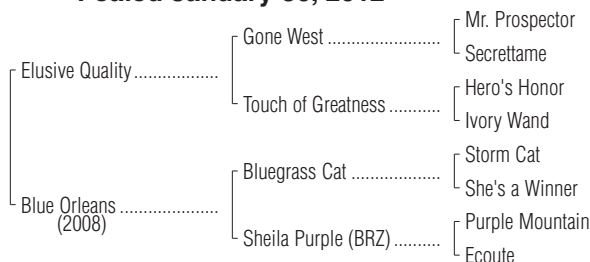 Foaled January 30, 2012
Mr. Prospector
Gone West ........................
Secrettame
Elusive Quality ..................
Hero's Honor
Touch of Greatness ...........
Ivory Wand
Storm Cat
Bluegrass Cat ...................
She's a Winner
Blue Orleans .....................
(2008)
Purple Mountain
Sheila Purple (BRZ) ..........
Ecoute